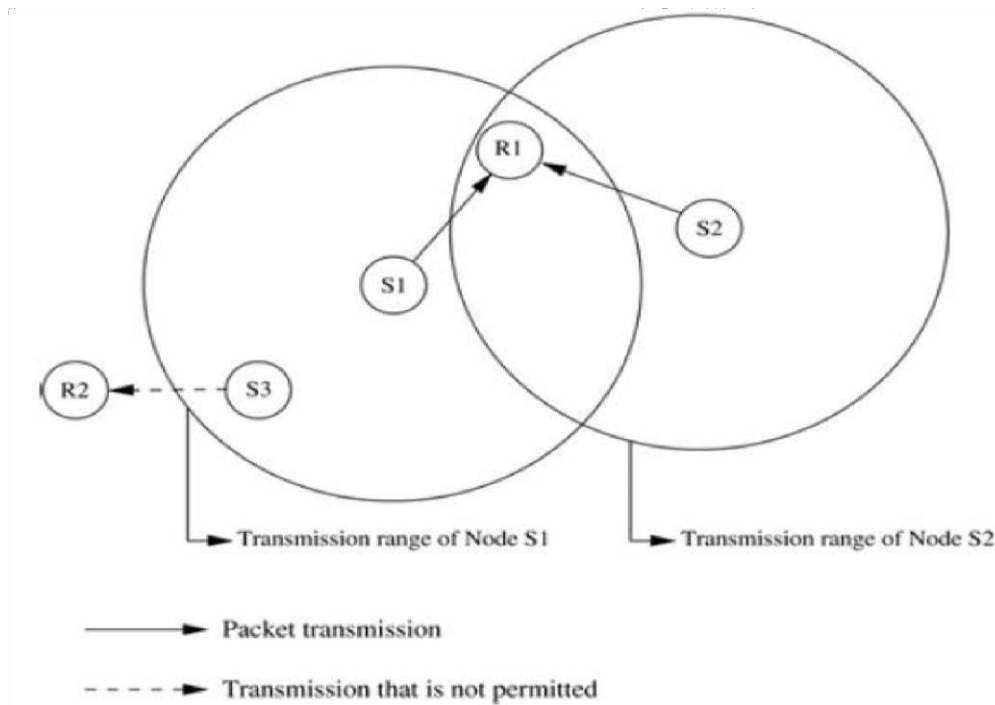 R1
S2
S1
R2
S3
Transmission range of Node S1
Transmission range of Node S2
Packet transmission
Transmission that is not permitted